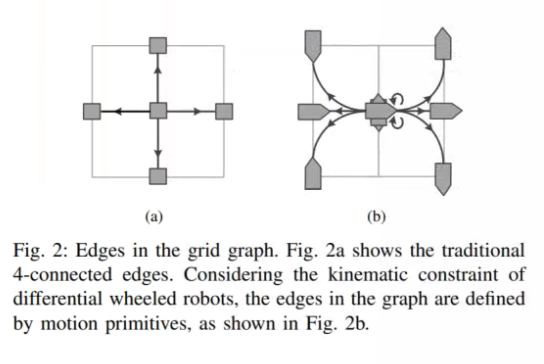 (a)
(b)
Fig. 2: Edges in the grid graph. Fig. 2a shows the traditional
4-connected edges. Considering the kinematic constraint of
differential wheeled robots, the edges in the graph are defined
by motion primitives, as shown in Fig. 2b.